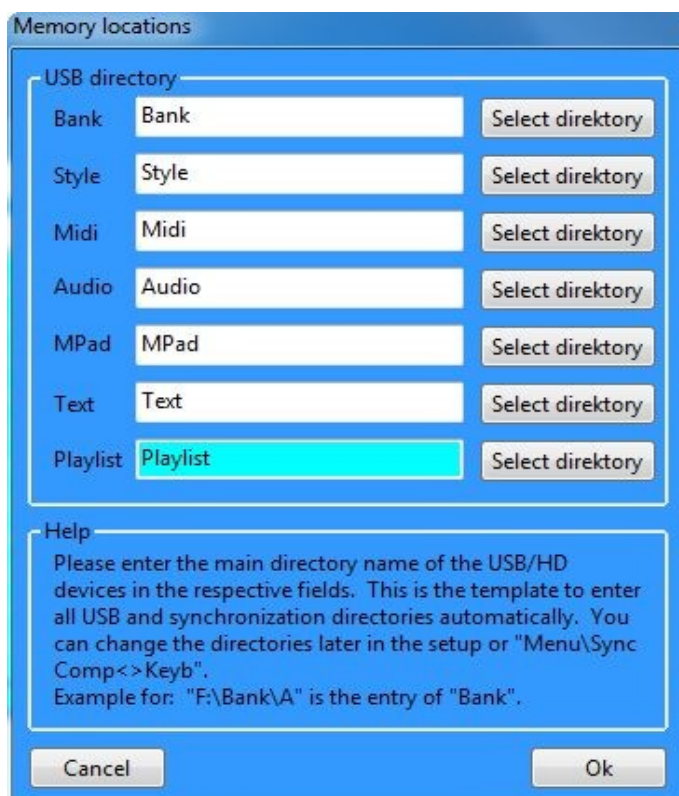 Memory locations
USB directory
Bank Bank Select direktory
Style Style Select direktory
Midi Midi Select direktory
Audio Audio Select direktory
MPad MPad Select direktory
Text Text Select direktory
Playlist Playlist Select direktory
Help
Please enter the main directory name of the USB/HD
devices in the respective fields.  This is the template to enter
all USB and synchronization directories automatically.  You
can change the directories later in the setup or "Menu\Sync
Comp<>Keyb".
Example for:  "F:\Bank\A" is the entry of "Bank".
Cancel Ok